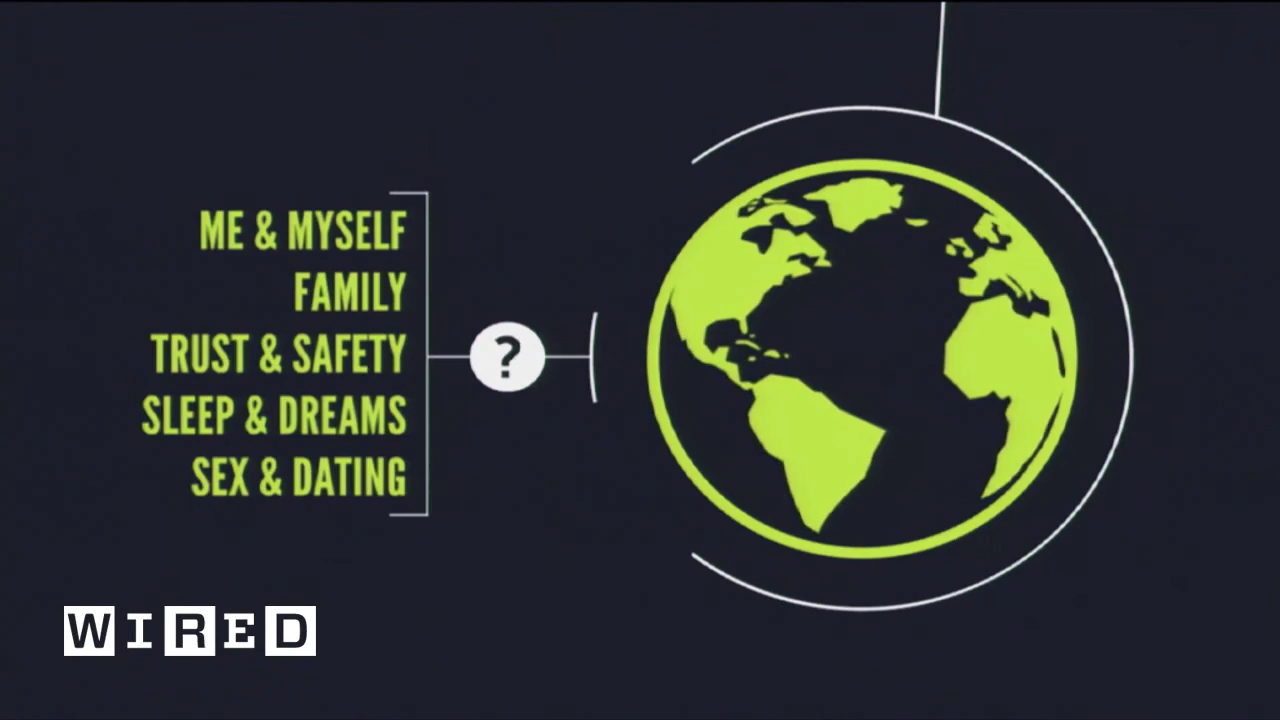 ME & MYSELF
FAMILY
TRUST & SAFETY
SLEEP & DREAMS
SEX & DATING
?
WIRED